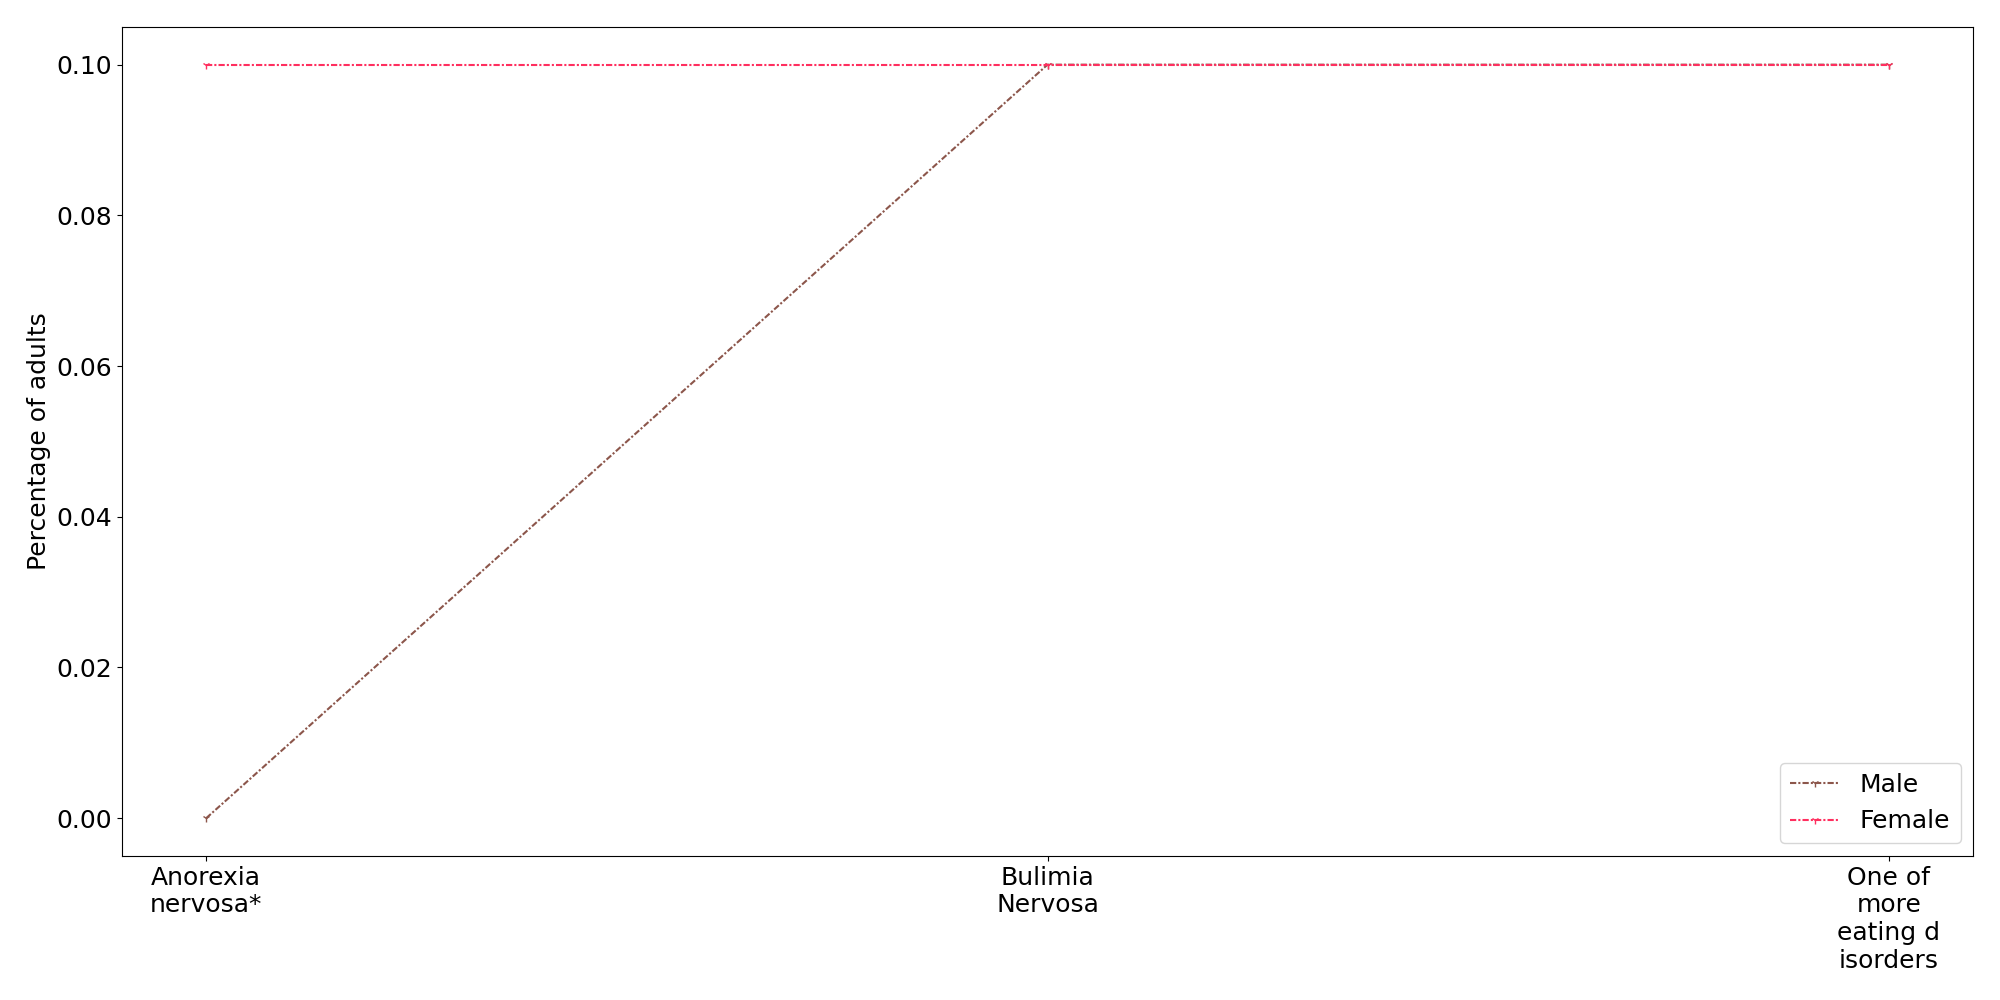 Percentage of adults
0.10
0.08
0.06
0.04
0.02
0.00
Anorexia
nervosa*
Bulimia
Nervosa
One of
more
eating d
isorders
Male
Female